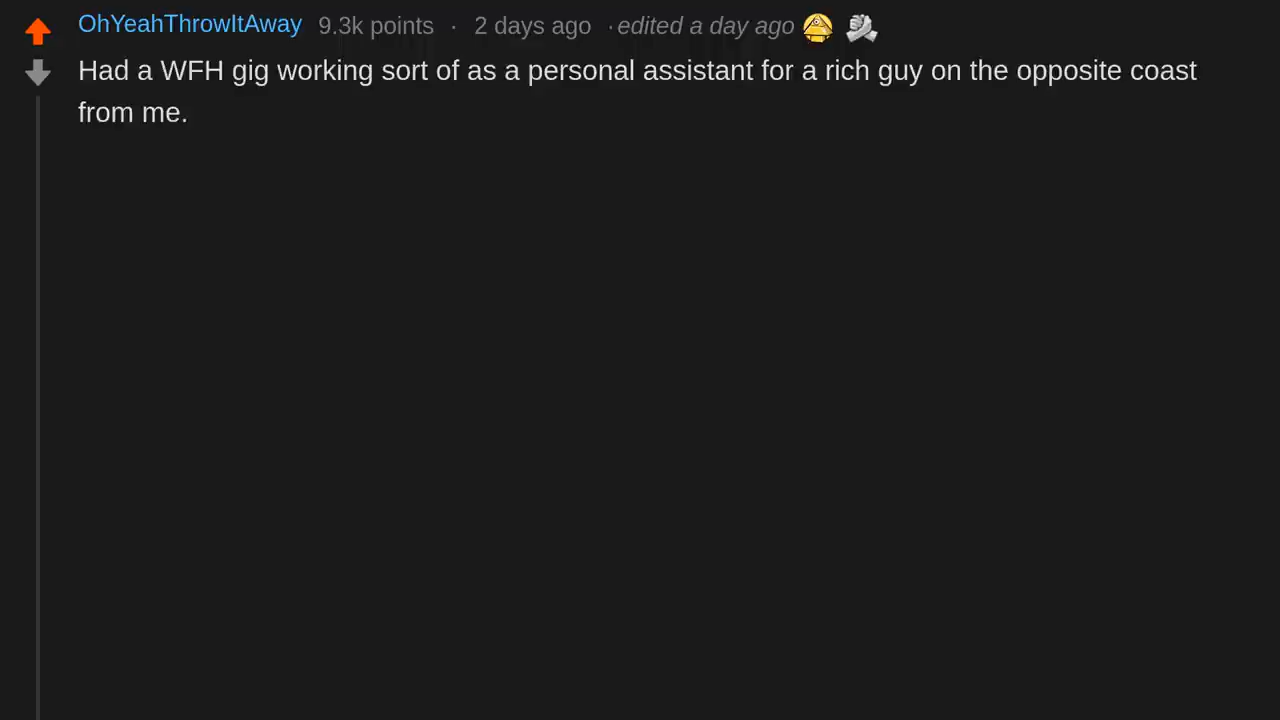 OhYeahThrowItAway 9.3k points · 2 days ago · edited a day ago
Had a WFH gig working sort of as a personal assistant for a rich guy on the opposite coast
from me.